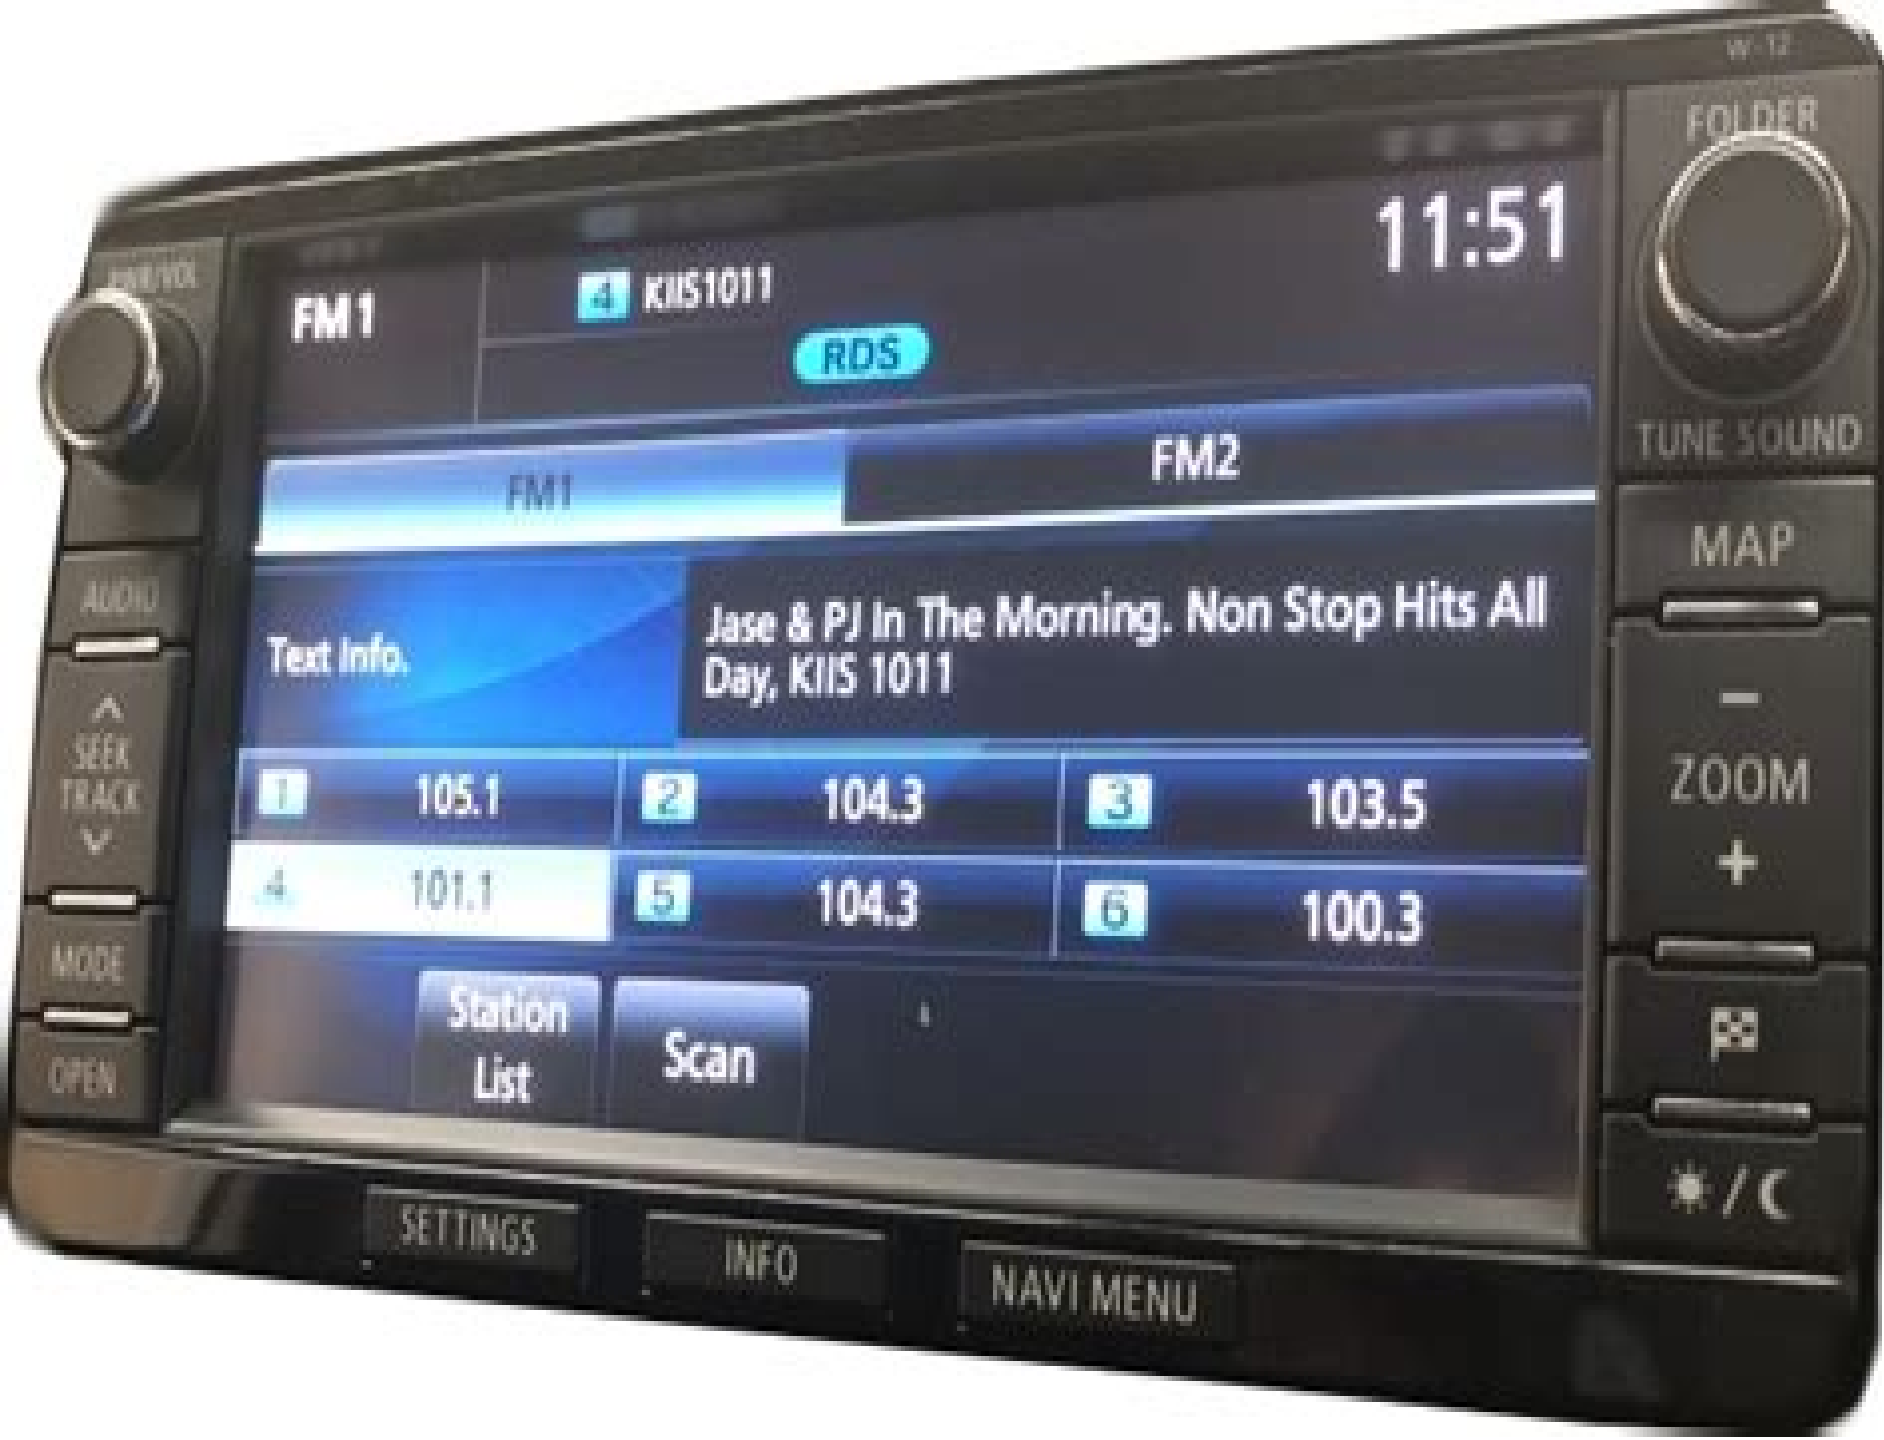 W-12
FOLDER
PWR/VOL
11:51
FM1
4 KIIS1011
RDS
TUNE SOUND
FM1
FM2
MAP
AUDIO
Text Info.
Jase & PJ In The Morning. Non Stop Hits All
Day, KIIS 1011
SEEK
TRACK
ZOOM
1 105.1
2 104.3
3 103.5
4 101.1
5 104.3
6 100.3
MODE
OPEN
Station
List
Scan
SETTINGS
INFO
NAVI MENU